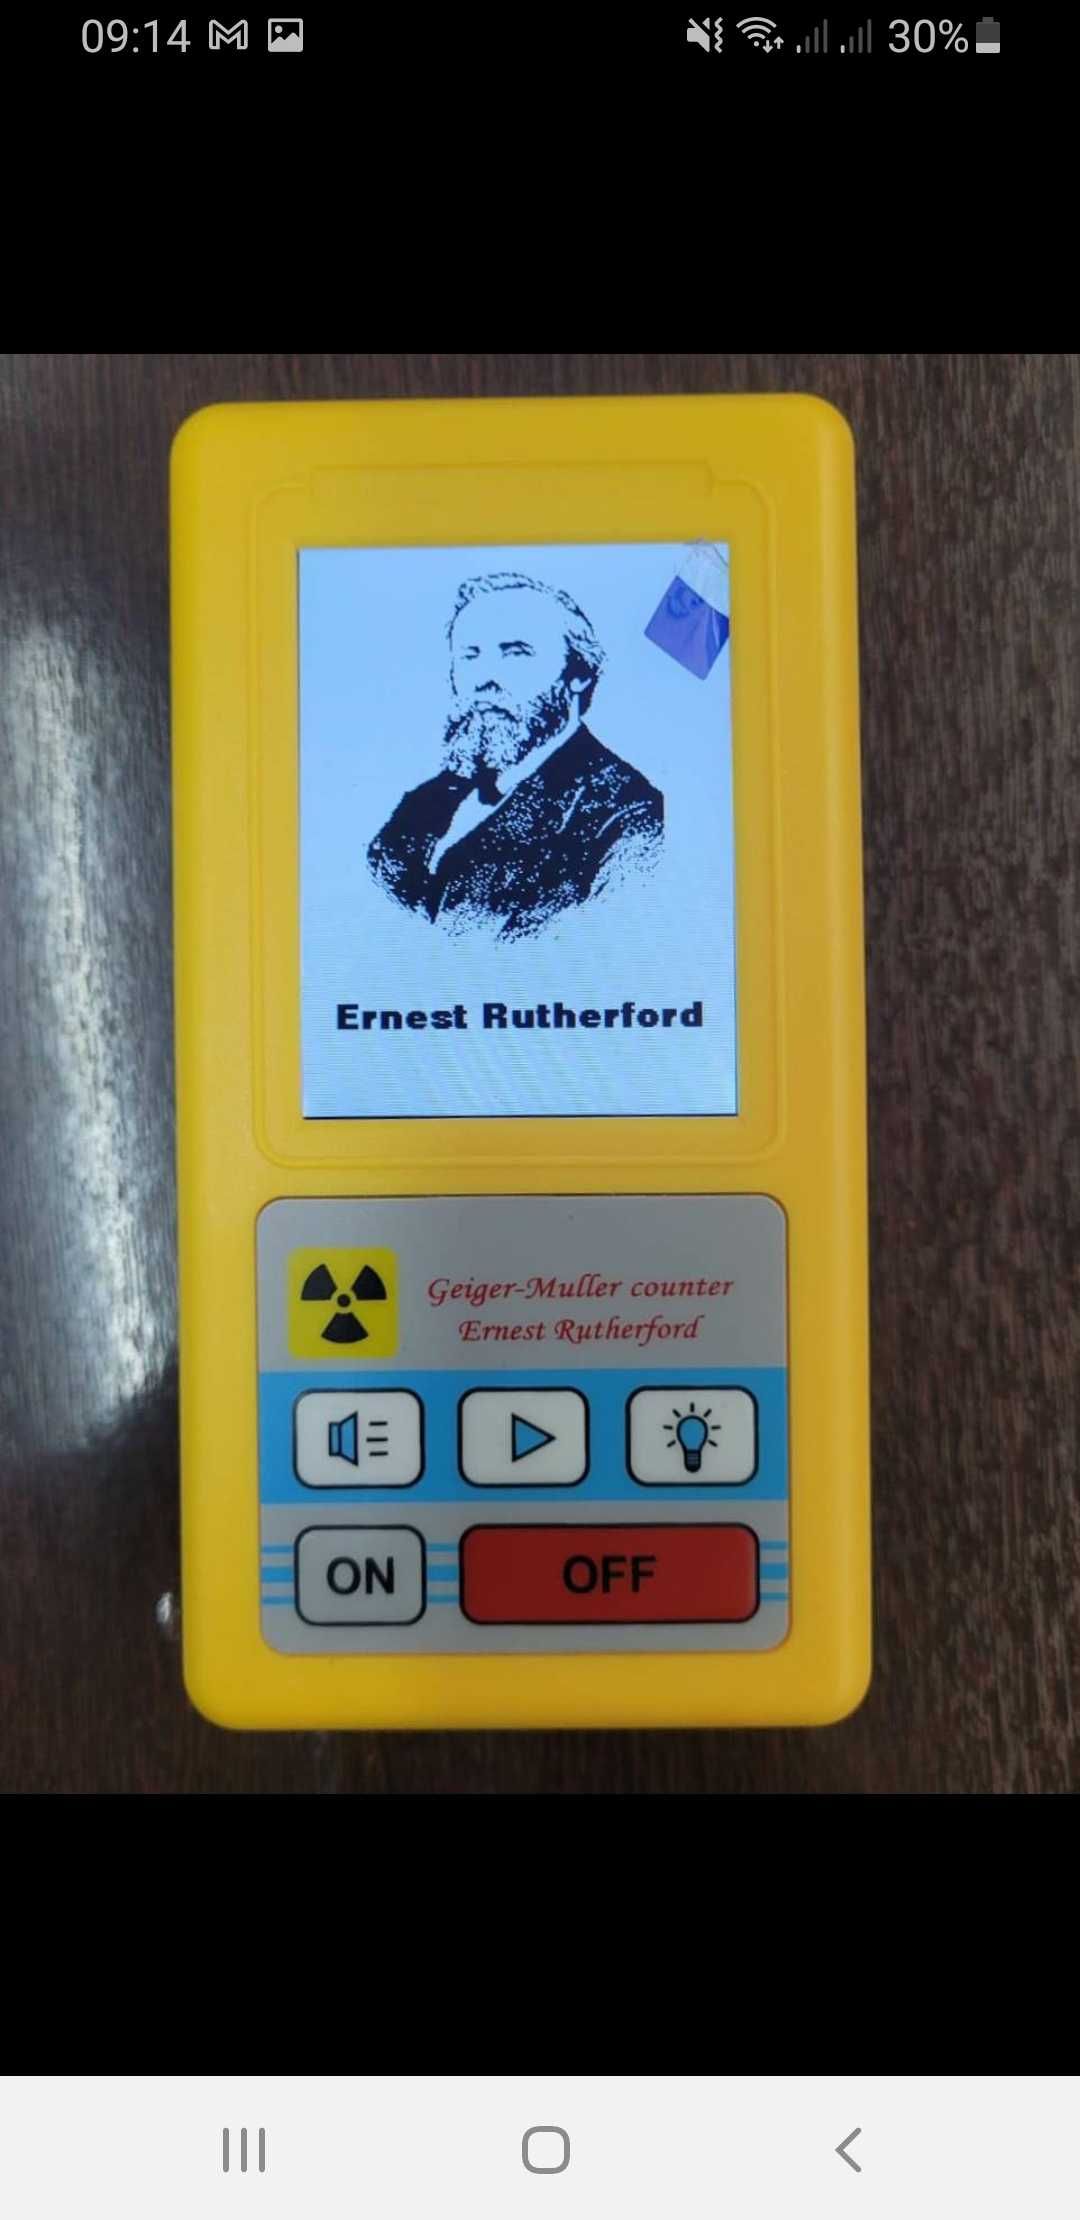 09:14
30%
Ernest Rutherford
Geiger-Muller counter
Ernest Rutherford
ON
OFF